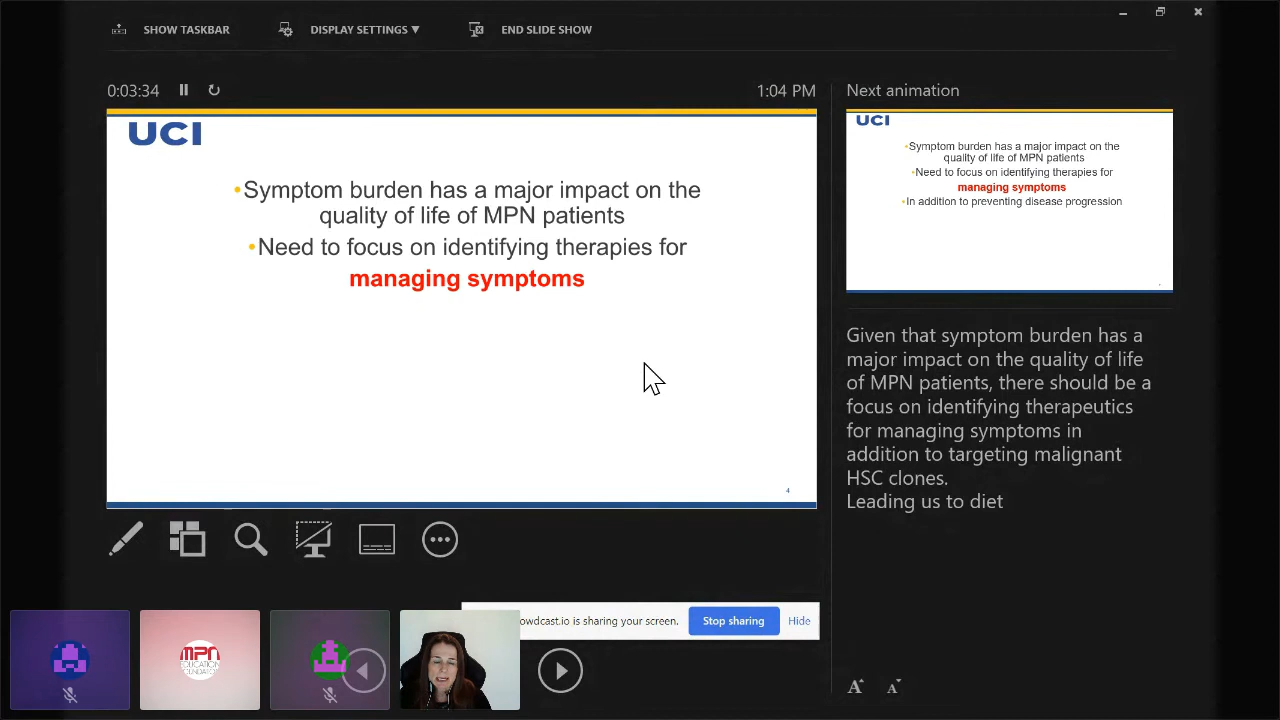 SHOW TASKBAR
DISPLAY SETTINGS ▼
END SLIDE SHOW
0:03:34
1:04 PM
Next animation
UCI
•Symptom burden has a major impact on the
quality of life of MPN patients
•Need to focus on identifying therapies for
managing symptoms
4
UCI
•Symptom burden has a major impact on the
quality of life of MPN patients
•Need to focus on identifying therapies for
managing symptoms
•In addition to preventing disease progression
Given that symptom burden has a
major impact on the quality of life
of MPN patients, there should be a
focus on identifying therapeutics
for managing symptoms in
addition to targeting malignant
HSC clones.
Leading us to diet
is sharing your screen.
Stop sharing
Hide
MPN
EDUCATION
FOUNDATION
A
A